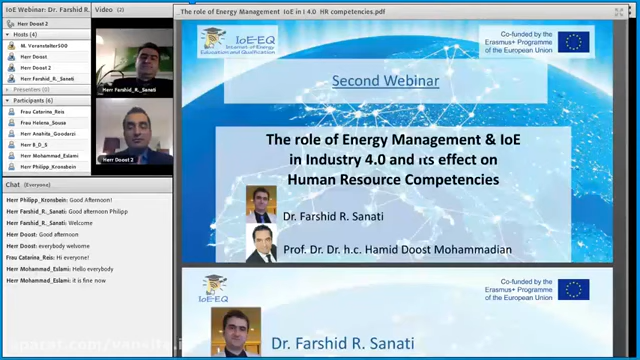 IoE Webinar: Dr. Farshid R. S
Herr Doost 2
Hosts (4)
M. Veranstalter500
Herr Doost
Herr Doost 2
Herr Farshid_R._Sanati
Presenters (0)
Participants (6)
Frau Catarina_Reis
Frau Helena_Sousa
Herr Anahita_Goodarzi
Herr B_D_S
Herr Mohammad_Eslami
Herr Philipp_Kronsbein
Chat (Everyone)
Herr Philipp_Kronsbein: Good Afternoon!
Herr Farshid_R._Sanati: Good afternoon Philipp
Herr Farshid_R._Sanati: Welcome
Herr Doost: Good afternoon
Herr Doost: everybody welcome
Frau Catarina_Reis: Hi everyone!
Herr Mohammad_Eslami: Hello everybody
Herr Mohammad_Eslami: it is fine now
Video (2)
Herr Farshid_R._Sanati
Herr Doost 2
The role of Energy Management IoE in I 4.0 HR competencies.pdf
IoE-EQ
Internet of Energy
Education and Qualification
Co-funded by the
Erasmus+ Programme
of the European Union
Second Webinar
The role of Energy Management & IoE
in Industry 4.0 and its effect on
Human Resource Competencies
Dr. Farshid R. Sanati
Prof. Dr. Dr. h.c. Hamid Doost Mohammadian
IoE-EQ
Co-funded by the
Erasmus+ Programme
of the European Union
Dr. Farshid R. Sanati